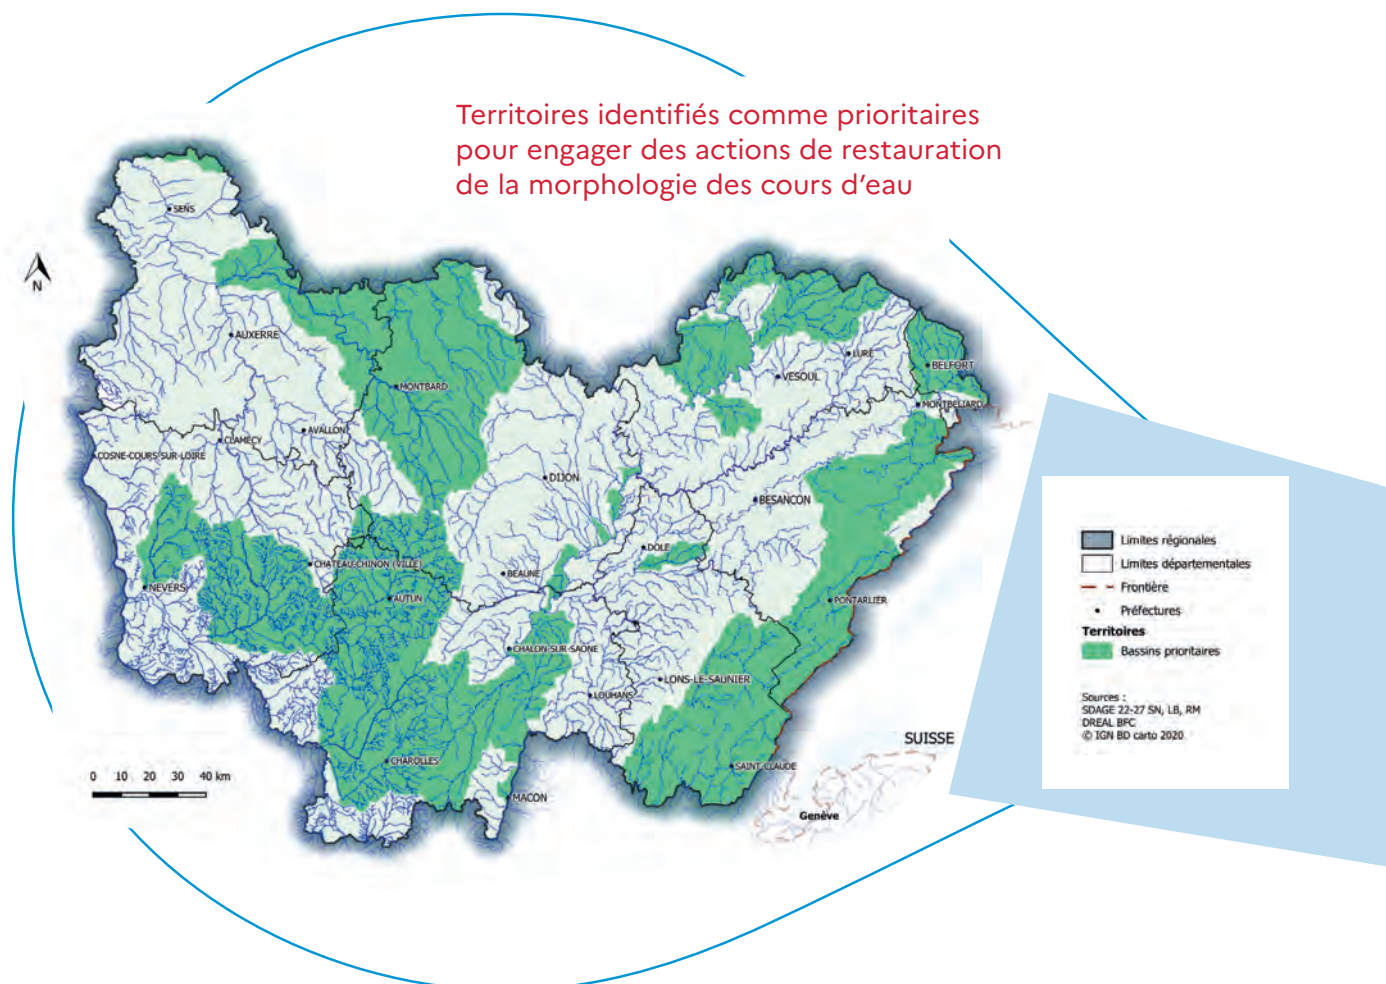 Territoires identifiés comme prioritaires
pour engager des actions de restauration
de la morphologie des cours d'eau
SENS
N
AUXERRE
MONTBARD
LURE
BELFORT
VESOUL
MONTBELIARD
AVALLON
CLAMECY
COSNE-COURS-SUR-LOIRE
DIJON
BESANCON
DOLE
CHATEAU-CHINON (VILLE)
BEAUNE
NEVERS
AUTUN
PONTARLIER
CHALON-SUR-SAONE
LONS-LE-SAUNIER
LOUHANS
CHAROLLES
SAINT-CLAUDE
MACON
SUISSE
Genève
0 10 20 30 40 km
Limites régionales
Limites départementales
Frontière
Préfectures
Territoires
Bassins prioritaires
Sources :
SDAGE 22-27 SN, LB, RM
DREAL BFC
© IGN BD carto 2020